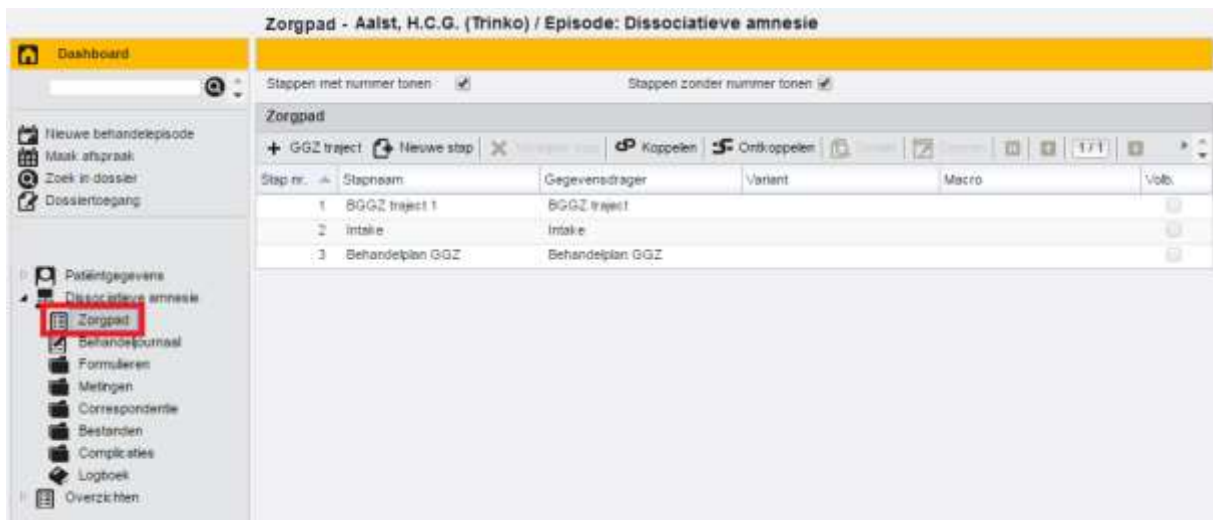 Zorgpad - Aalst, H.C.G. (Trinko) / Episode: Dissociatieve amnesie
Dashboard
Stappen met nummer tonen Stappen zonder nummer tonen
Zorgpad
+ GGZ traject Nieuwe stap Koppelen Ontkoppelen 1 / 1
Stap nr. Stapnaam Gegevensdrager Variant Macro Volb.
1 BGGZ traject 1 BGGZ traject
2 Intake Intake
3 Behandelplan GGZ Behandelplan GGZ
Nieuwe behandelepisode
Maak afspraak
Zoek in dossier
Dossiertoegang
Patiëntgegevens
Dissociatieve amnesie
Zorgpad
Behandeljournaal
Formulieren
Metingen
Correspondentie
Bestanden
Complicaties
Logboek
Overzichten